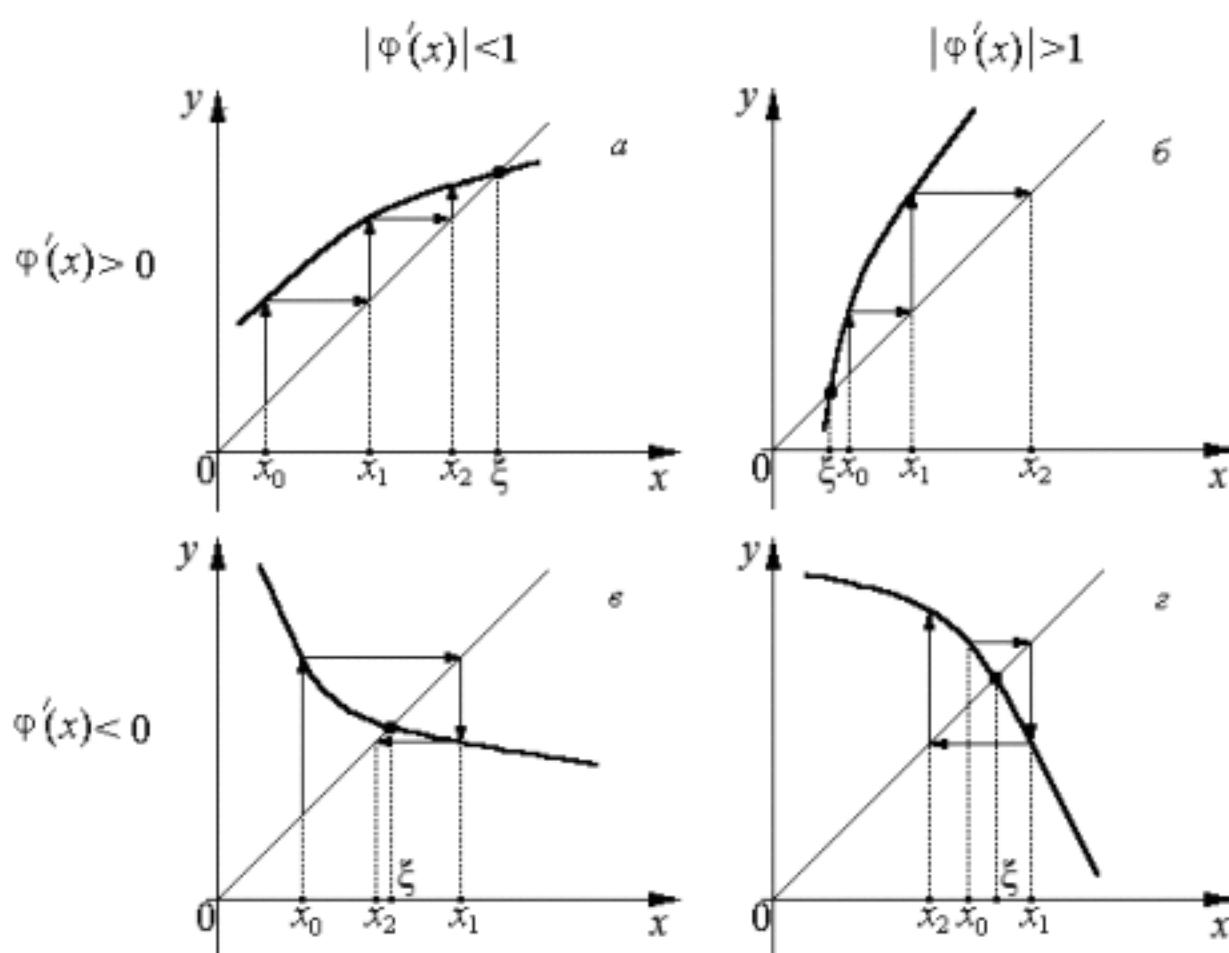 |φ′(x)|<1 |φ′(x)|>1
y а y б
φ′(x)>0
0 x₀ x₁ x₂ ξ x 0 ξ x₀ x₁ x₂ x
y в y г
φ′(x)<0
ξ ξ
0 x₀ x₂ x₁ x 0 x₂ x₀ x₁ x